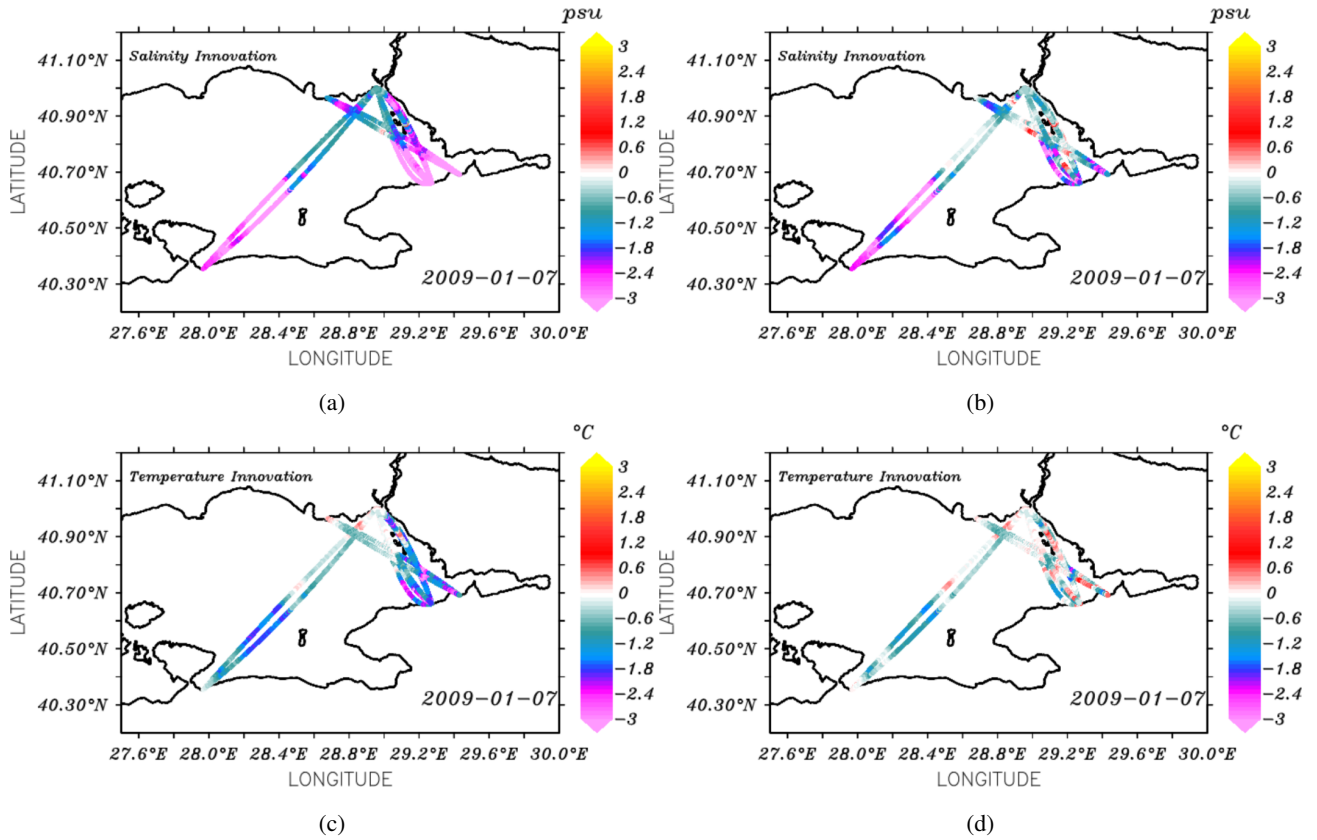 psu
Salinity Innovation
41.10°N
40.90°N
40.70°N
40.50°N
40.30°N
LATITUDE
2009-01-07
27.6°E 28.0°E 28.4°E 28.8°E 29.2°E 29.6°E 30.0°E
LONGITUDE
3
2.4
1.8
1.2
0.6
0
-0.6
-1.2
-1.8
-2.4
-3
(a)
psu
Salinity Innovation
41.10°N
40.90°N
40.70°N
40.50°N
40.30°N
LATITUDE
2009-01-07
27.6°E 28.0°E 28.4°E 28.8°E 29.2°E 29.6°E 30.0°E
LONGITUDE
3
2.4
1.8
1.2
0.6
0
-0.6
-1.2
-1.8
-2.4
-3
(b)
°C
Temperature Innovation
41.10°N
40.90°N
40.70°N
40.50°N
40.30°N
LATITUDE
2009-01-07
27.6°E 28.0°E 28.4°E 28.8°E 29.2°E 29.6°E 30.0°E
LONGITUDE
3
2.4
1.8
1.2
0.6
0
-0.6
-1.2
-1.8
-2.4
-3
(c)
°C
Temperature Innovation
41.10°N
40.90°N
40.70°N
40.50°N
40.30°N
LATITUDE
2009-01-07
27.6°E 28.0°E 28.4°E 28.8°E 29.2°E 29.6°E 30.0°E
LONGITUDE
3
2.4
1.8
1.2
0.6
0
-0.6
-1.2
-1.8
-2.4
-3
(d)